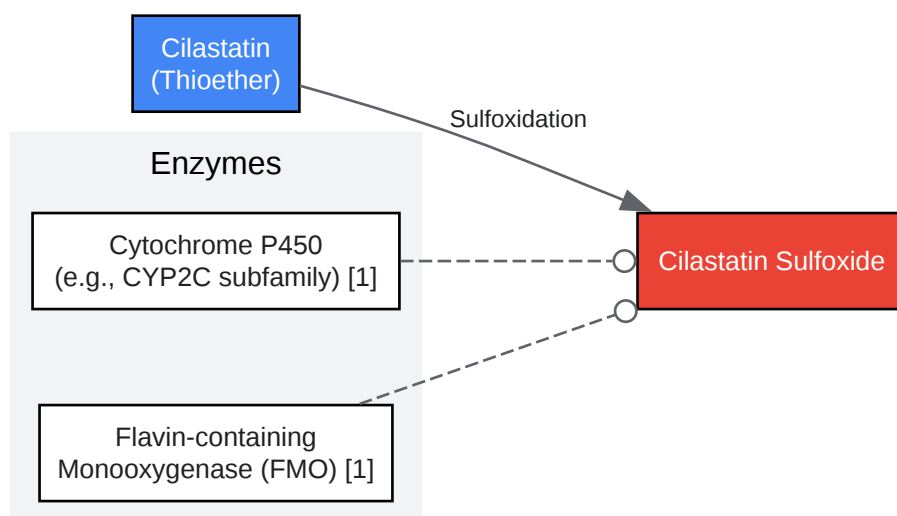 Cilastatin
(Thioether)
Sulfoxidation
Enzymes
Cytochrome P450
(e.g., CYP2C subfamily) [1]
Cilastatin Sulfoxide
Flavin-containing
Monooxygenase (FMO) [1]